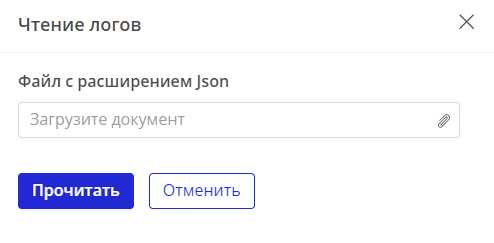 Чтение логов
Файл с расширением Json
Загрузите документ
Прочитать Отменить